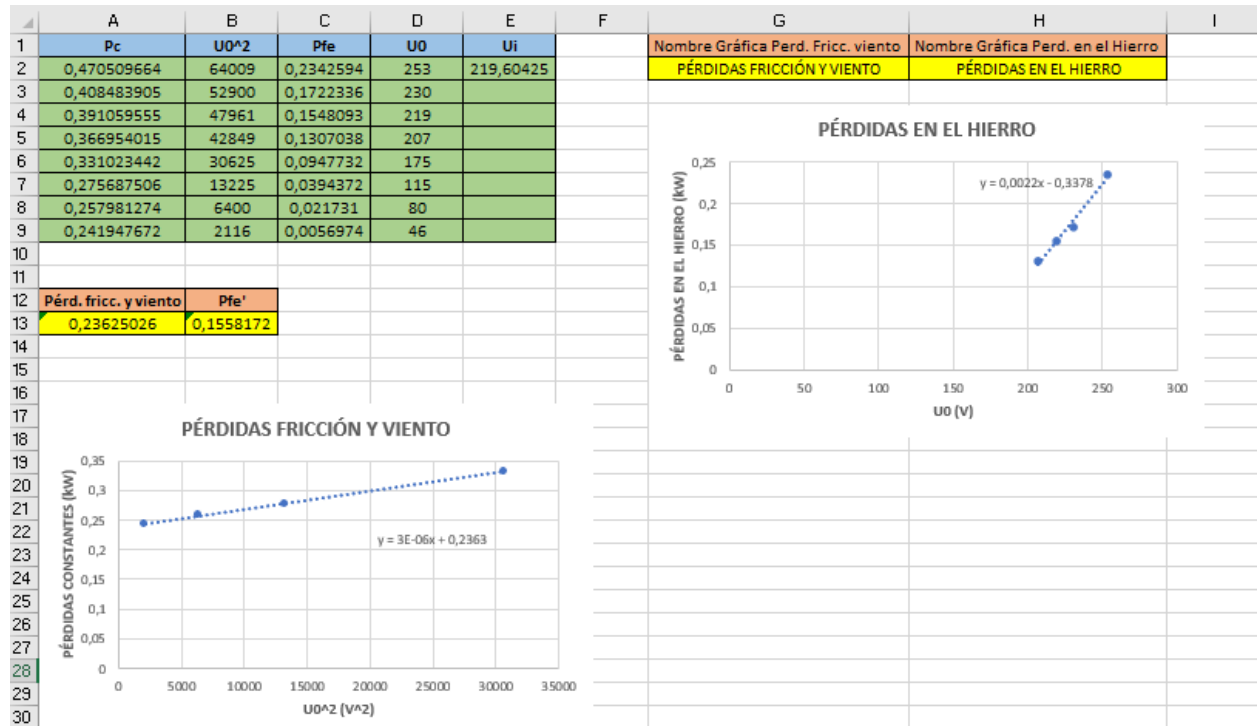 A B C D E F G H I
1 Pc U0^2 Pfe U0 Ui Nombre Gráfica Perd. Fricc. viento Nombre Gráfica Perd. en el Hierro
2 0,470509664 64009 0,2342594 253 219,60425 PÉRDIDAS FRICCIÓN Y VIENTO PÉRDIDAS EN EL HIERRO
3 0,408483905 52900 0,1722336 230
4 0,391059555 47961 0,1548093 219
5 0,366954015 42849 0,1307038 207
6 0,331023442 30625 0,0947732 175
7 0,275687506 13225 0,0394372 115
8 0,257981274 6400 0,021731 80
9 0,241947672 2116 0,0056974 46
10
11
12 Pérd. fricc. y viento Pfe'
13 0,23625026 0,1558172
14
15
16
17
18
19
20
21
22
23
24
25
26
27
28
29
30
PÉRDIDAS EN EL HIERRO
PÉRDIDAS EN EL HIERRO (kW)
0,25
0,2
0,15
0,1
0,05
0
y = 0,0022x - 0,3378
0 50 100 150 200 250 300
U0 (V)
PÉRDIDAS FRICCIÓN Y VIENTO
PÉRDIDAS CONSTANTES (kW)
0,35
0,3
0,25
0,2
0,15
0,1
0,05
0
y = 3E-06x + 0,2363
0 5000 10000 15000 20000 25000 30000 35000
U0^2 (V^2)